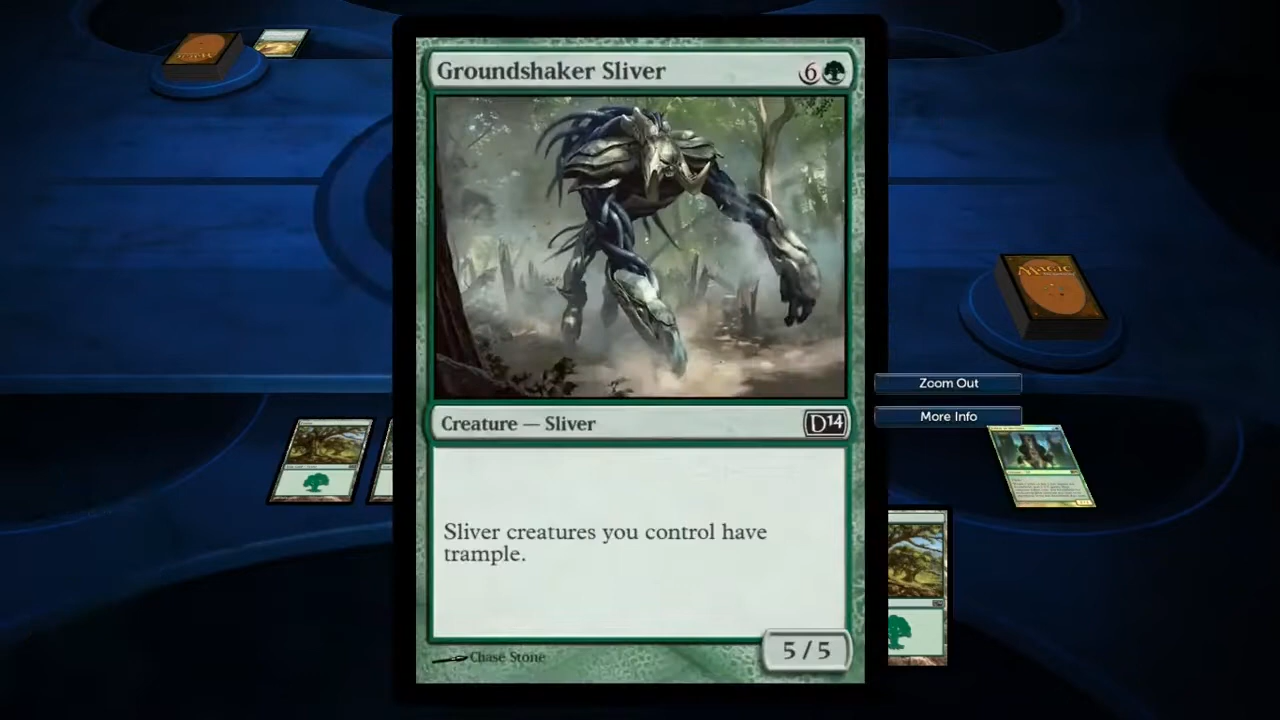 Groundshaker Sliver
6
MAGIC
Zoom Out
More Info
Creature — Sliver
D14
Sliver creatures you control have
trample.
5 / 5
Chase Stone